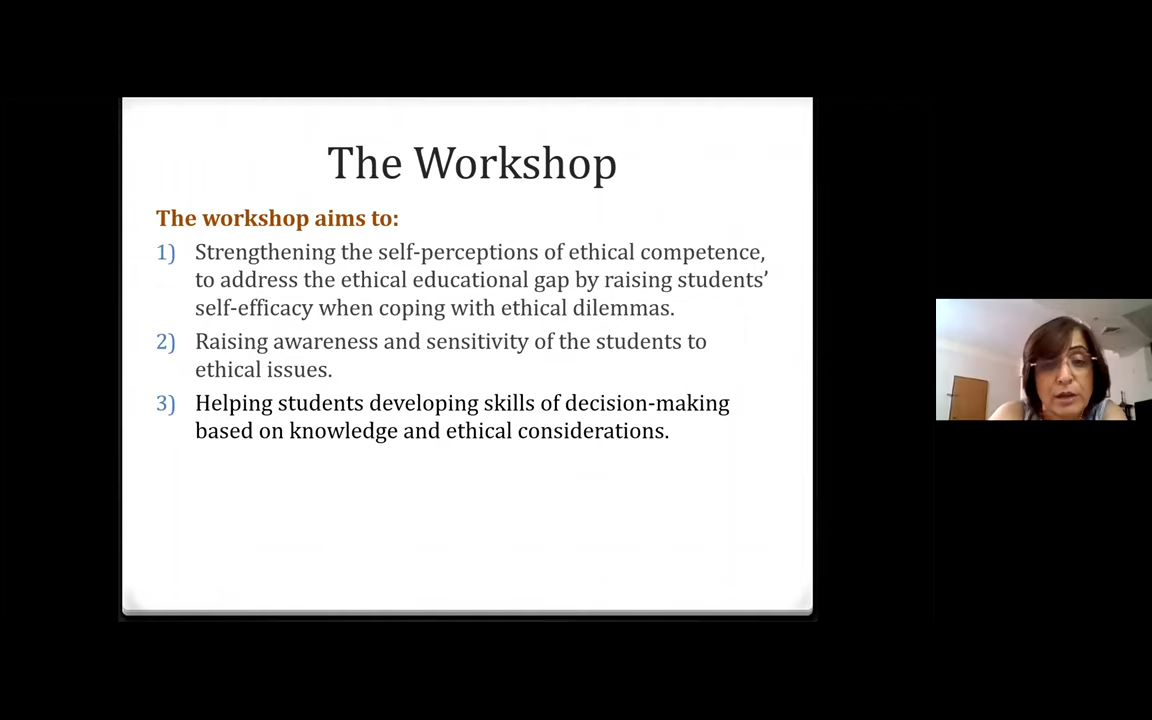 The Workshop
The workshop aims to:
1) Strengthening the self-perceptions of ethical competence,
to address the ethical educational gap by raising students’
self-efficacy when coping with ethical dilemmas.
2) Raising awareness and sensitivity of the students to
ethical issues.
3) Helping students developing skills of decision-making
based on knowledge and ethical considerations.